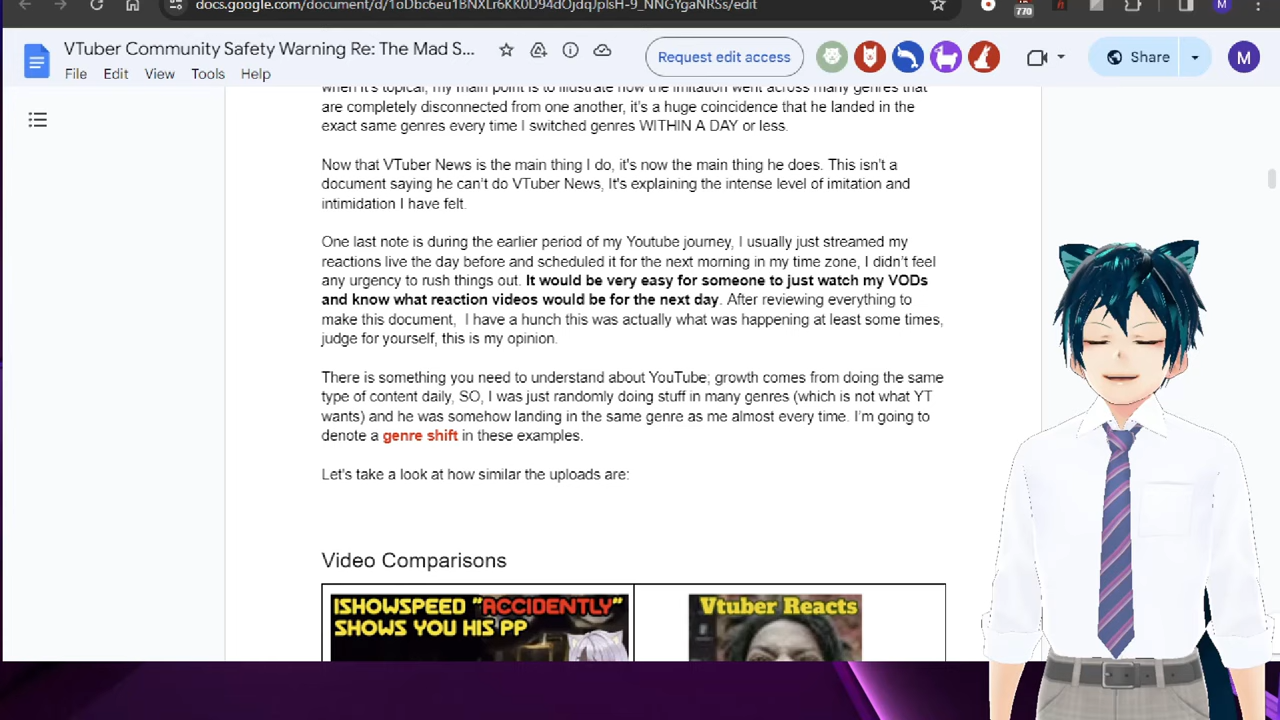 docs.google.com/document/d/1oDbc6eu1BNXLr6KK0D94dOjdq7plsH-9_NNGYgaNRSs/edit
770
M
VTuber Community Safety Warning Re: The Mad S...
Request edit access
Share
M
File Edit View Tools Help
when it's topical, my main point is to illustrate how the imitation went across many genres that
are completely disconnected from one another, it's a huge coincidence that he landed in the
exact same genres every time I switched genres WITHIN A DAY or less.
Now that VTuber News is the main thing I do, it's now the main thing he does. This isn't a
document saying he can't do VTuber News, It's explaining the intense level of imitation and
intimidation I have felt.
One last note is during the earlier period of my Youtube journey, I usually just streamed my
reactions live the day before and scheduled it for the next morning in my time zone, I didn't feel
any urgency to rush things out. It would be very easy for someone to just watch my VODs
and know what reaction videos would be for the next day. After reviewing everything to
make this document, I have a hunch this was actually what was happening at least some times,
judge for yourself, this is my opinion.
There is something you need to understand about YouTube; growth comes from doing the same
type of content daily, SO, I was just randomly doing stuff in many genres (which is not what YT
wants) and he was somehow landing in the same genre as me almost every time. I'm going to
denote a genre shift in these examples.
Let's take a look at how similar the uploads are:
Video Comparisons
ISHOWSPEED "ACCIDENTLY"
SHOWS YOU HIS PP
Vtuber Reacts